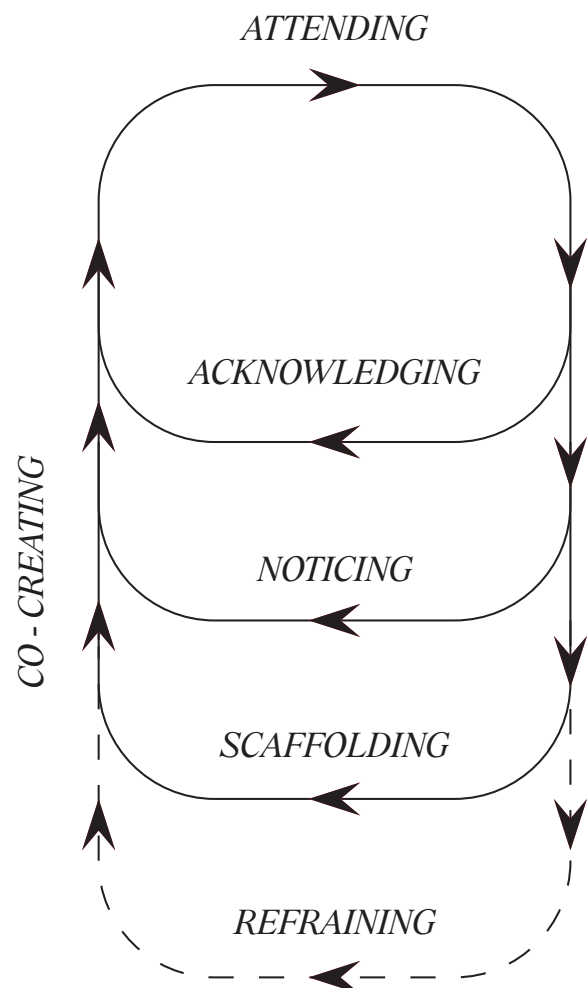 ATTENDING
ACKNOWLEDGING
CO - CREATING
NOTICING
SCAFFOLDING
REFRAINING